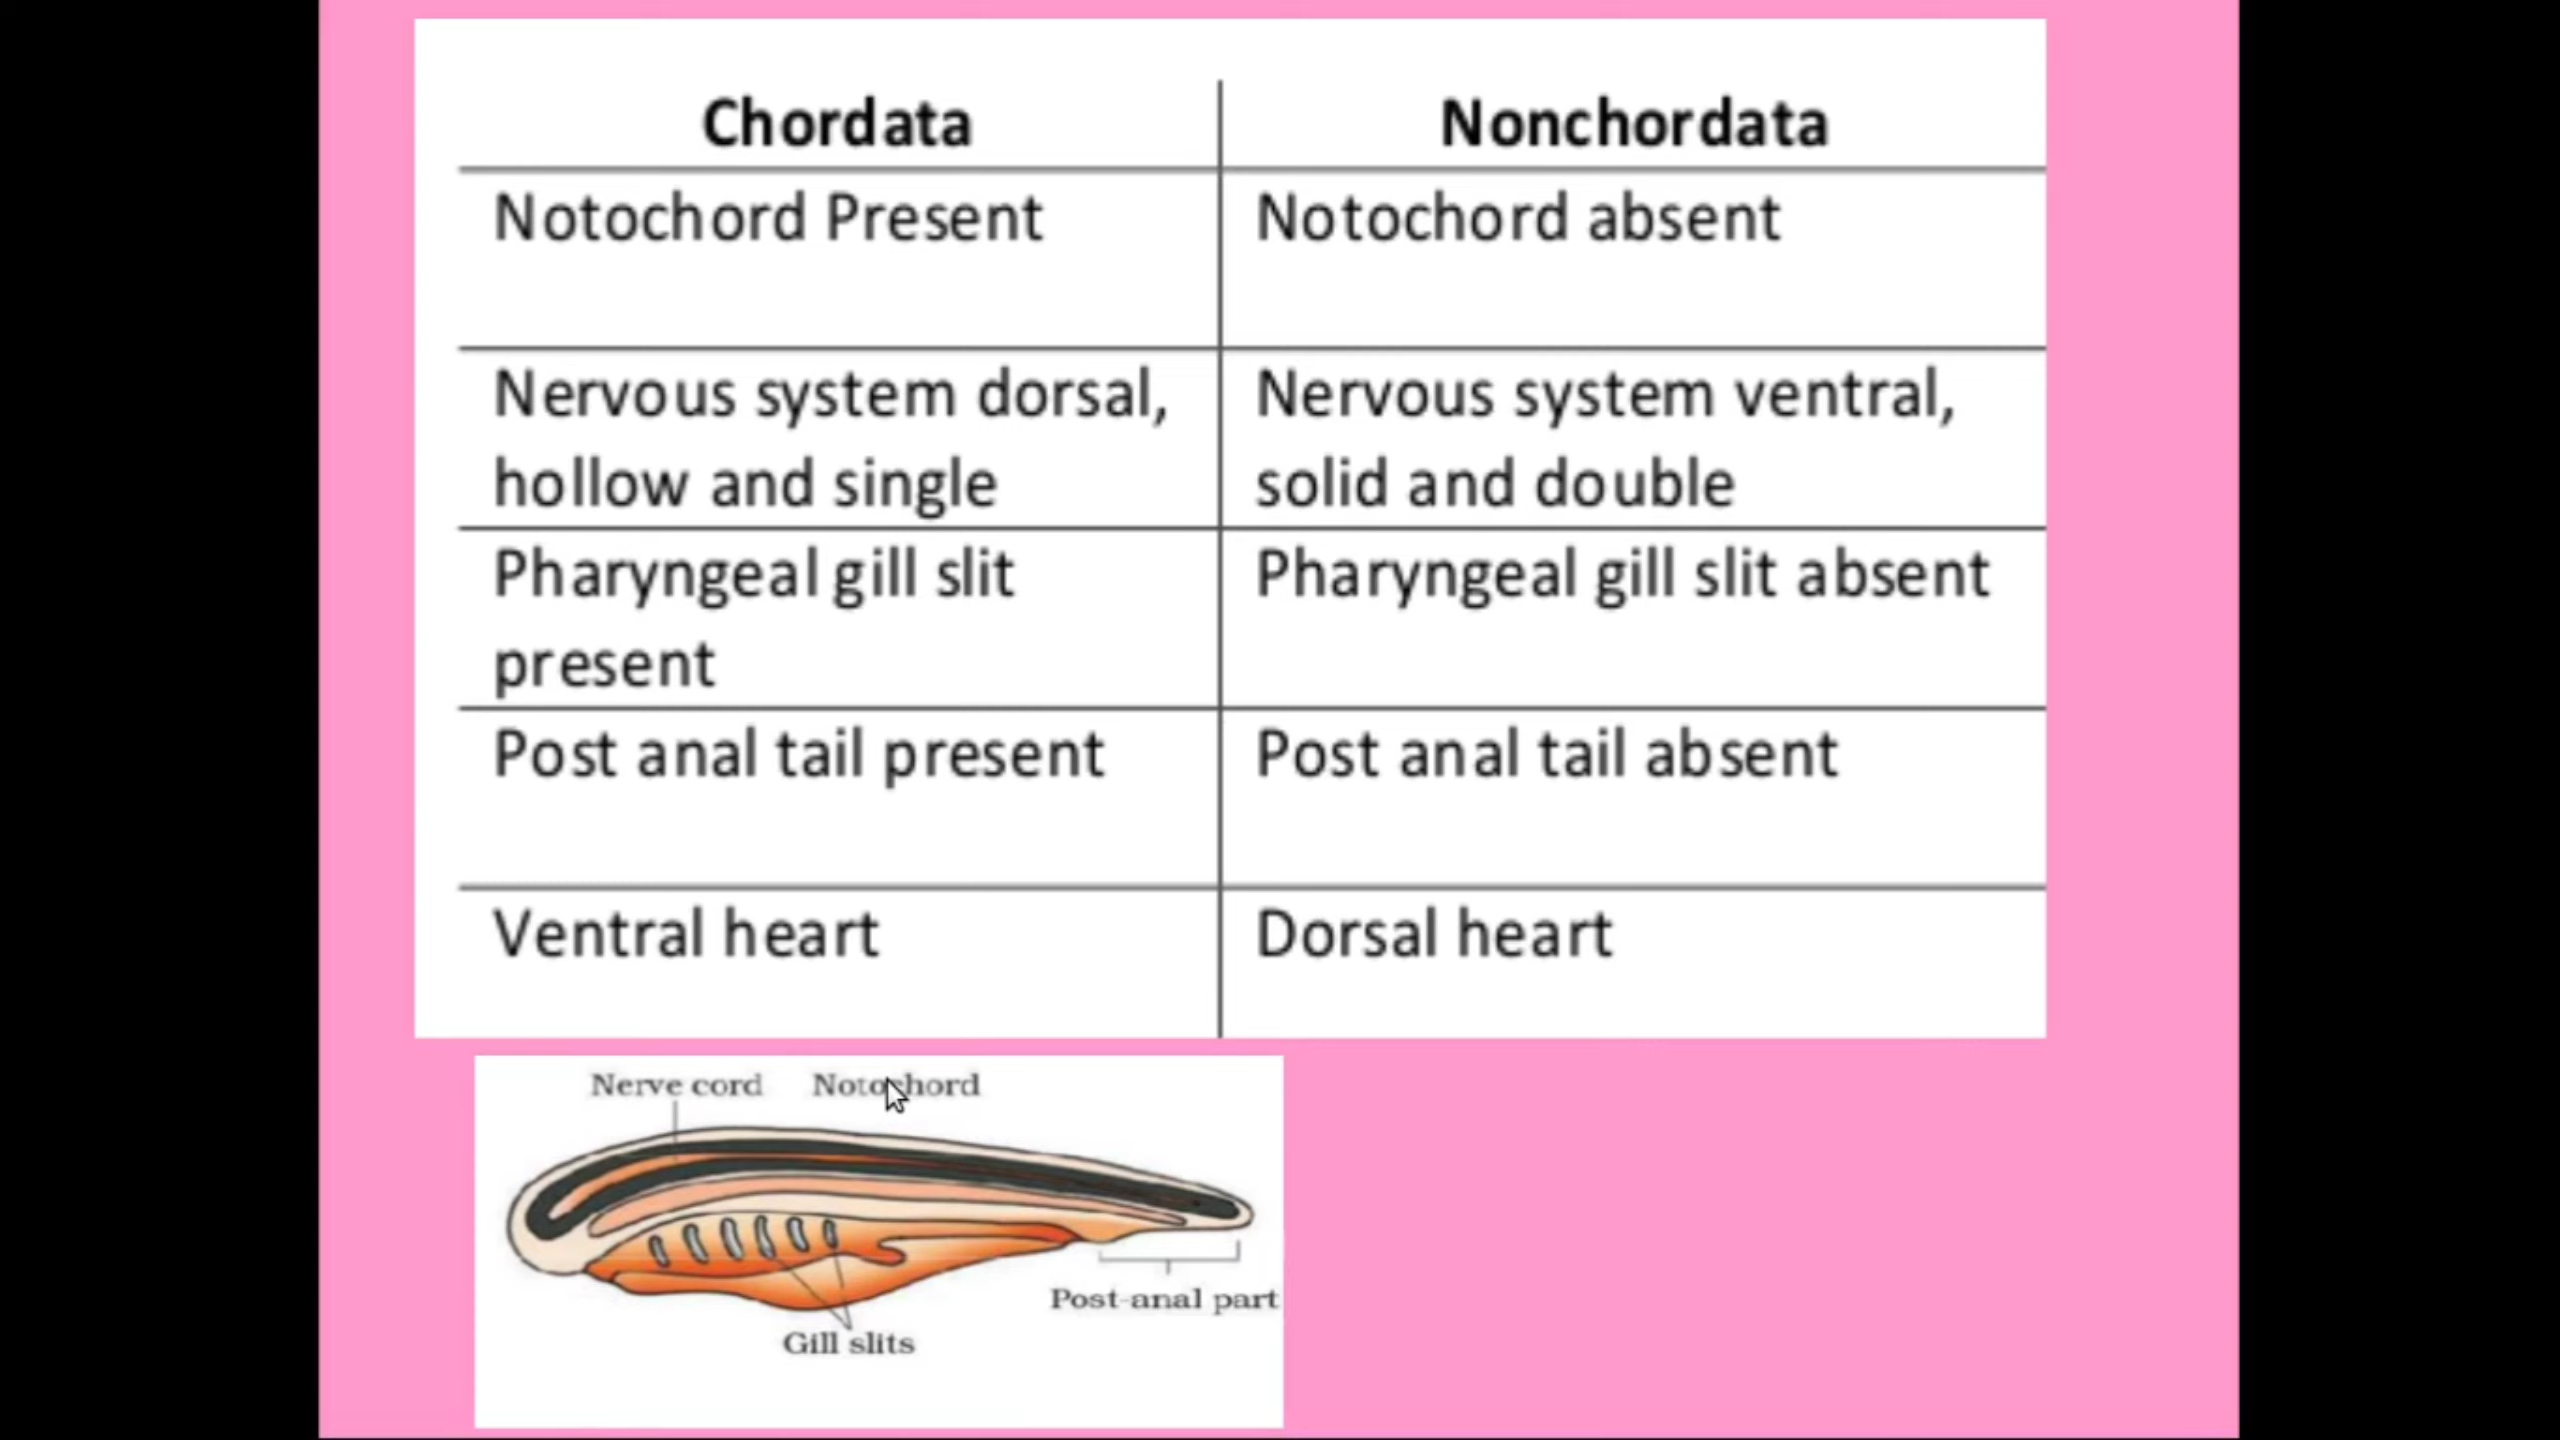 Chordata
Nonchordata
Notochord Present
Notochord absent
Nervous system dorsal,
hollow and single
Nervous system ventral,
solid and double
Pharyngeal gill slit
present
Pharyngeal gill slit absent
Post anal tail present
Post anal tail absent
Ventral heart
Dorsal heart
Nerve cord
Notochord
Post-anal part
Gill slits